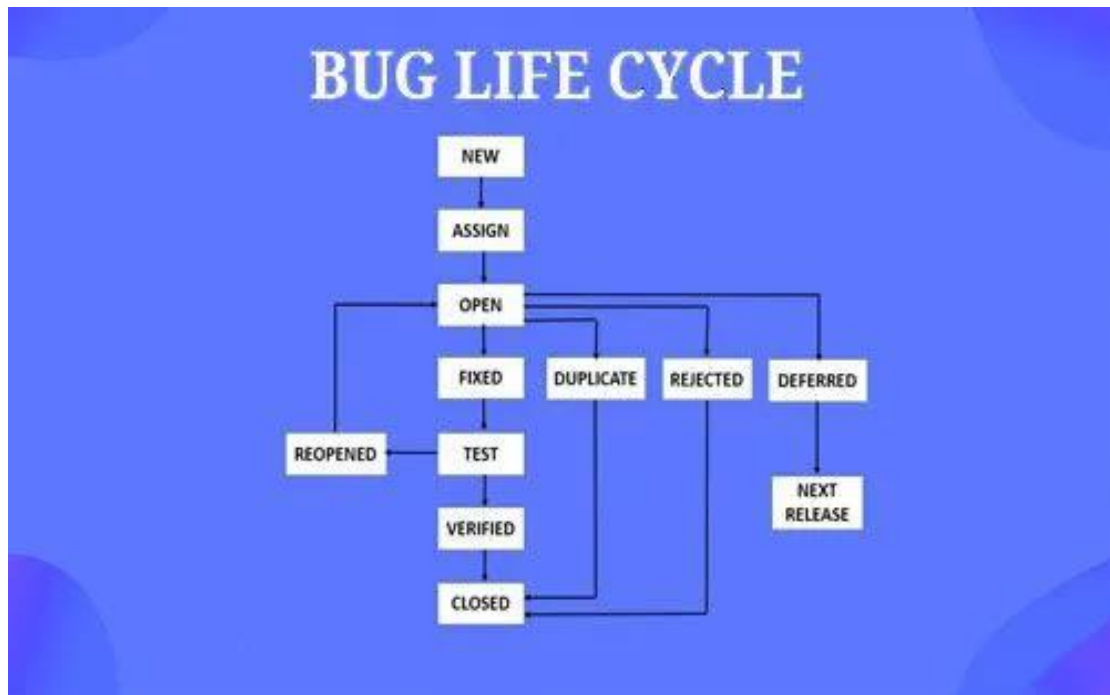 BUG LIFE CYCLE
NEW
ASSIGN
OPEN
FIXED
DUPLICATE
REJECTED
DEFERRED
REOPENED
TEST
NEXT
RELEASE
VERIFIED
CLOSED